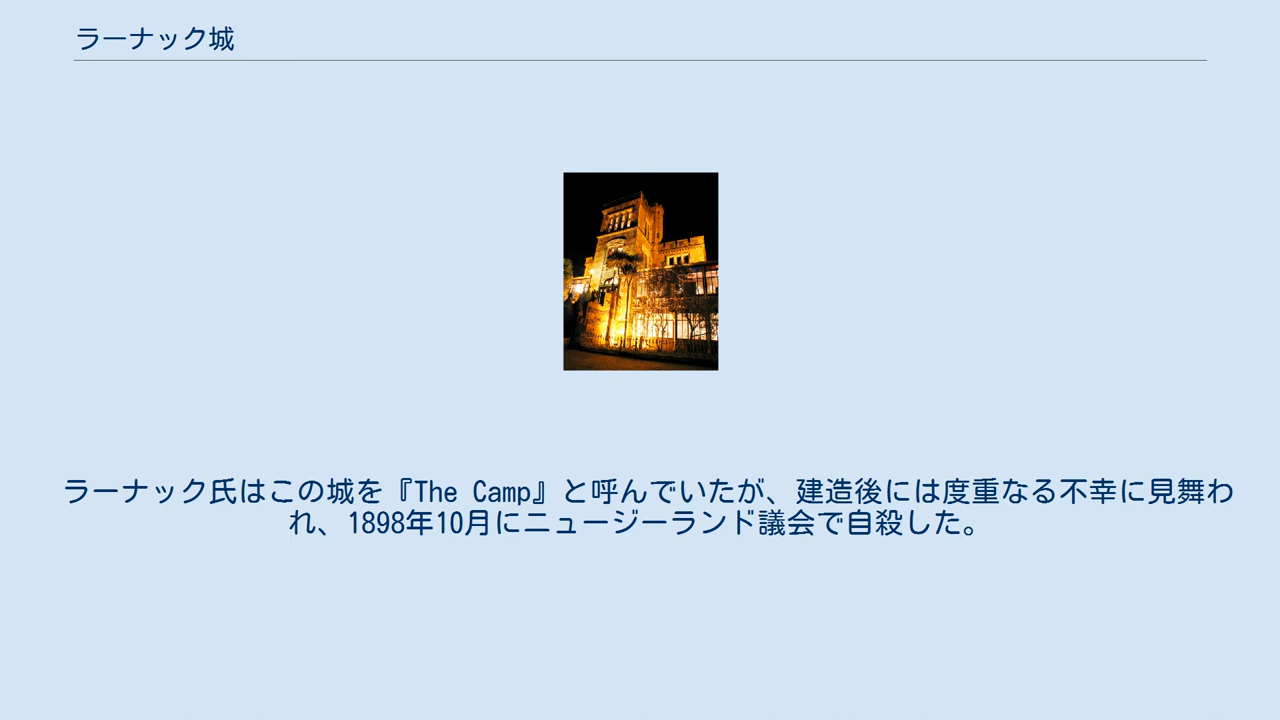 ラーナック城
ラーナック氏はこの城を『The Camp』と呼んでいたが、建造後には度重なる不幸に見舞わ
れ、1898年10月にニュージーランド議会で自殺した。